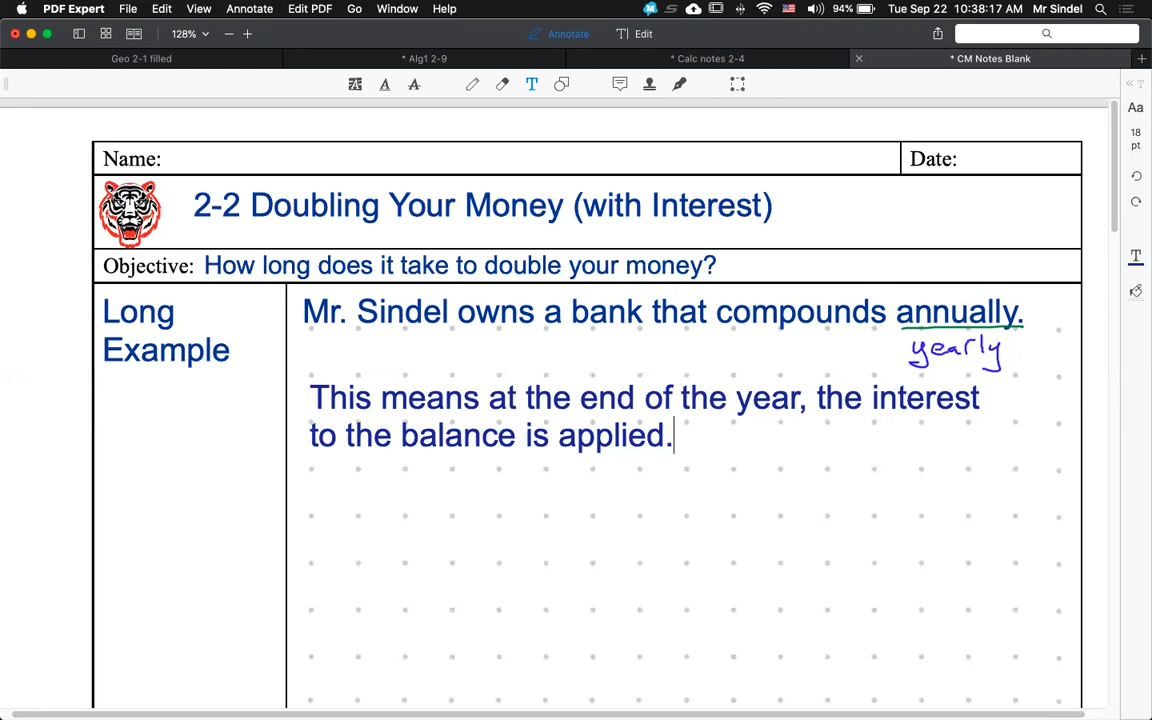 PDF Expert File Edit View Annotate Edit PDF Go Window Help 94% Tue Sep 22 10:38:17 AM Mr Sindel
128% Annotate Edit
Geo 2-1 filled * Alg1 2-9 * Calc notes 2-4 * CM Notes Blank
Aa
18
pt
Name: Date:
2-2 Doubling Your Money (with Interest)
Objective: How long does it take to double your money?
Long
Example
Mr. Sindel owns a bank that compounds annually.
yearly
This means at the end of the year, the interest
to the balance is applied.